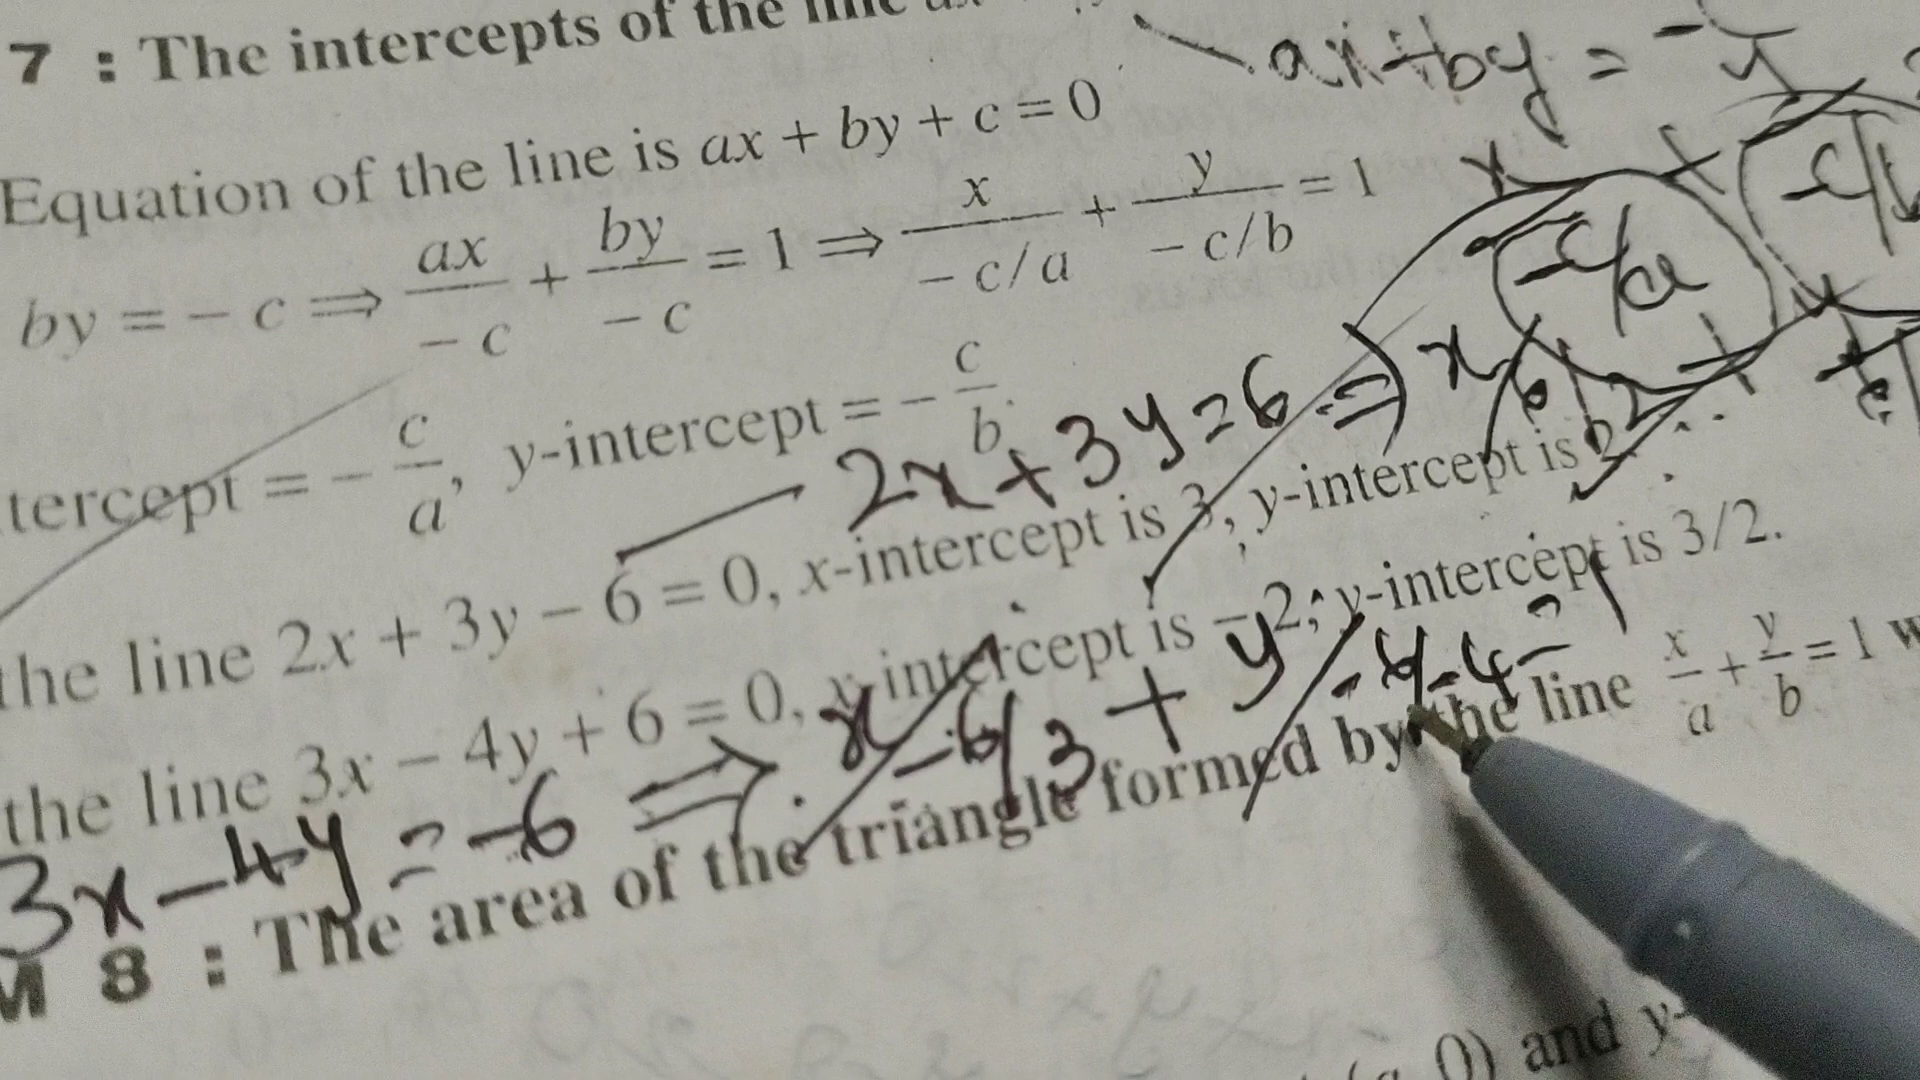 7 : The intercepts of the line
ax + by =
Equation of the line is ax + by + c = 0
by = − c ⇒ ax/−c + by/−c = 1 ⇒ x/−c/a + y/−c/b = 1
x + −c/a
tercept = − c/a, y-intercept = − c/b.
2x + 3y = 6 ⇒ x
the line 2x + 3y − 6 = 0, x-intercept is 3, y-intercept is 2
the line 3x − 4y + 6 = 0, x-intercept is −2; y-intercept is 3/2.
3x − 4y = −6 ⇒ x/−6/3 + y
M 8 : The area of the triangle formed by the line x/a + y/b = 1 w
0) and y-